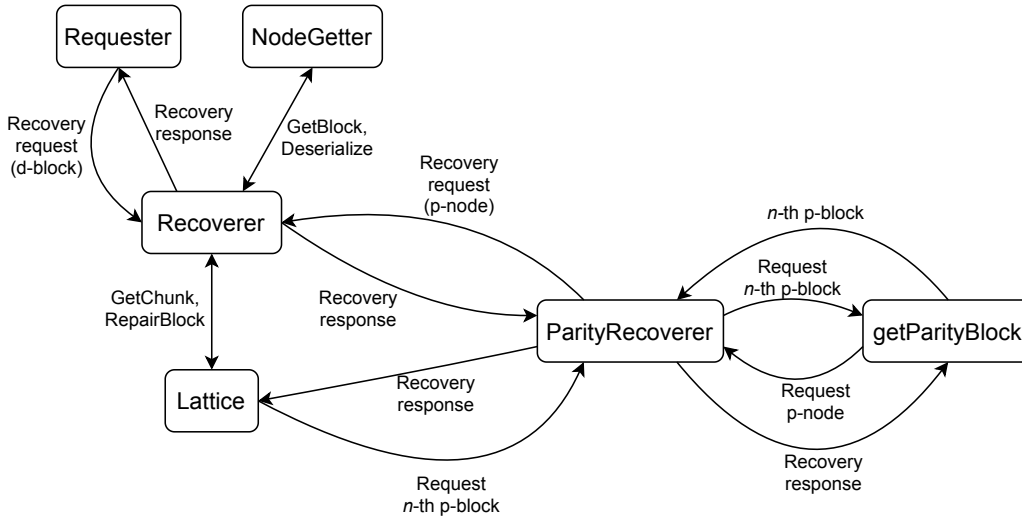 Requester
NodeGetter
Recovery
request
(d-block)
Recovery
response
GetBlock,
Deserialize
Recovery
request
(p-node)
Recoverer
n-th p-block
GetChunk,
RepairBlock
Recovery
response
Request
n-th p-block
ParityRecoverer
getParityBlock
Recovery
response
Request
p-node
Lattice
Request
n-th p-block
Recovery
response